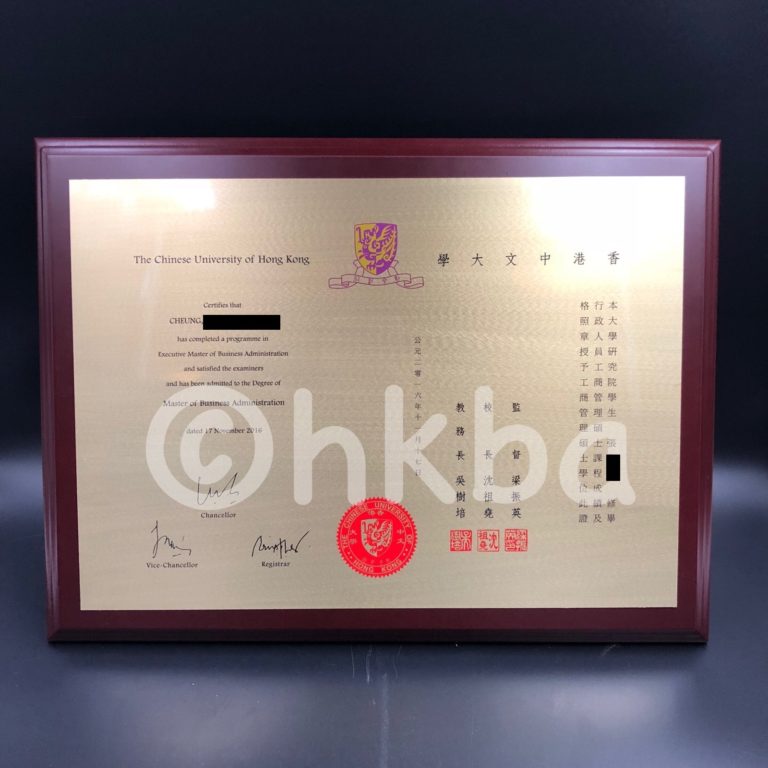 The Chinese University of Hong Kong
香港中文大學
Certifies that
CHEUNG,
has completed a programme in
Executive Master of Business Administration
and satisfied the examiners
and has been admitted to the Degree of
Master of Business Administration
dated 17 November 2016
Chancellor
Vice-Chancellor
Registrar
本大學研究院學生張 修畢
行政人員工商管理碩士課程成績及
格照章授予工商管理碩士學位此證
監督 梁振英
校長 沈祖堯
教務長 吳樹培
公元二零一六年十一月十七日
THE CHINESE UNIVERSITY OF HONG KONG
©hkba